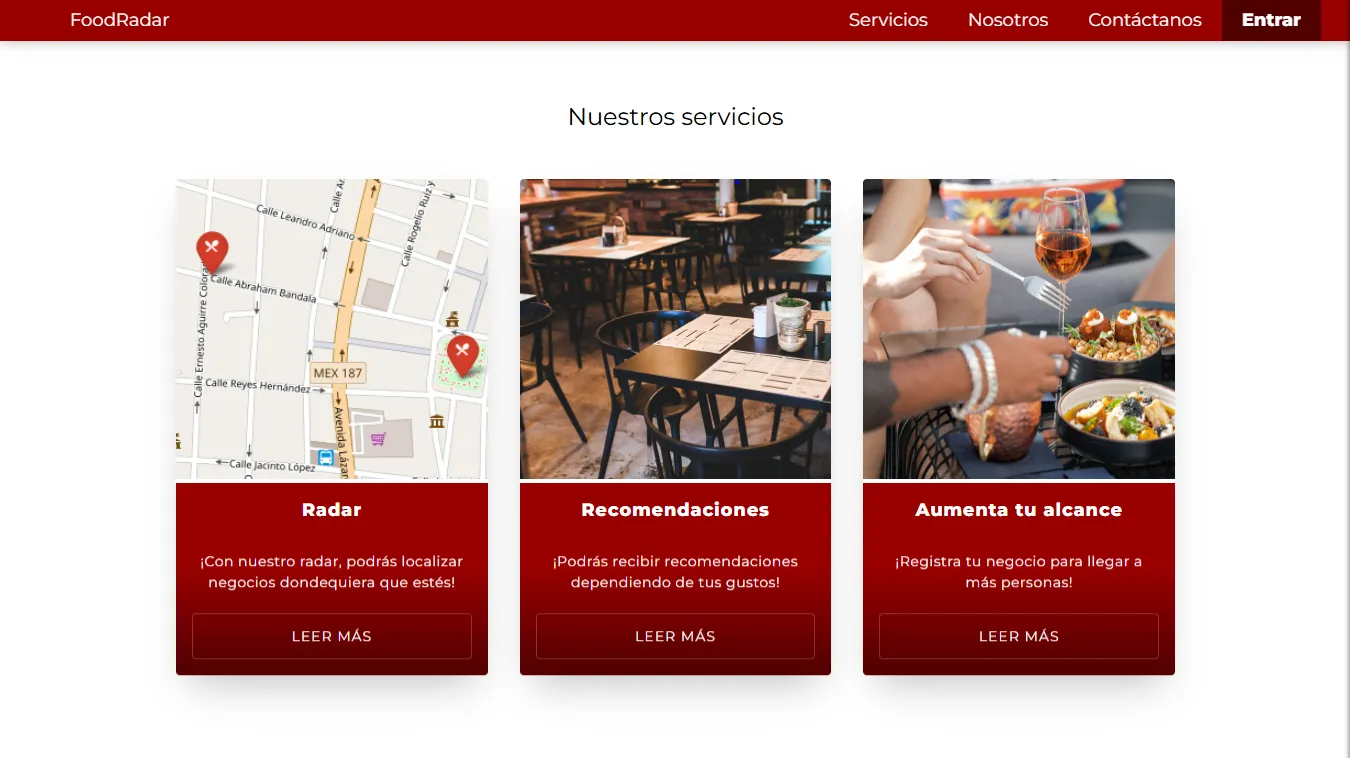 FoodRadar
Servicios
Nosotros
Contáctanos
Entrar
Nuestros servicios
Calle Leandro Adriano
Calle Rogelio Ruiz y
Calle Abraham Bandala
Calle Ernesto Aguirre Colorado
MEX 187
Calle Reyes Hernández
Avenida Lázar
Calle Jacinto López
Radar
¡Con nuestro radar, podrás localizar
negocios dondequiera que estés!
LEER MÁS
Recomendaciones
¡Podrás recibir recomendaciones
dependiendo de tus gustos!
LEER MÁS
Aumenta tu alcance
¡Registra tu negocio para llegar a
más personas!
LEER MÁS